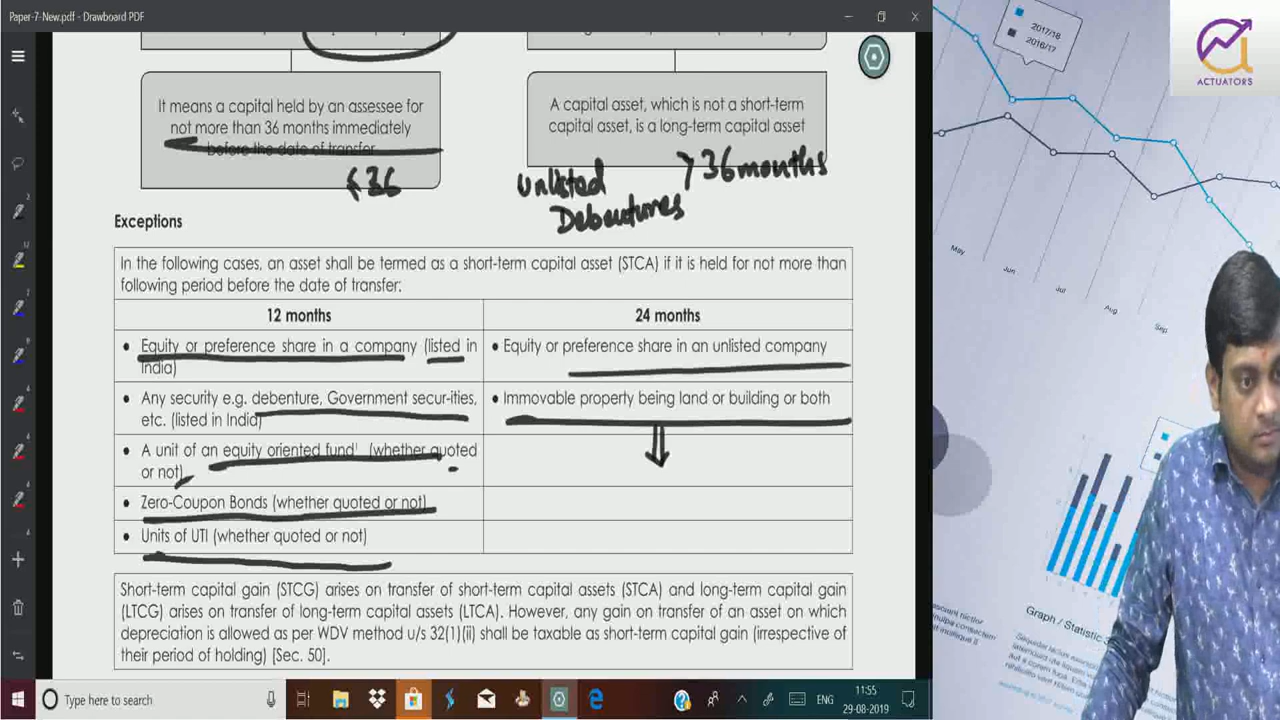 Paper-7-New.pdf - Drawboard PDF
2017/18
2016/17
ACTUATORS
It means a capital held by an assessee for
not more than 36 months immediately
before the date of transfer
≮36
A capital asset, which is not a short-term
capital asset, is a long-term capital asset
Unlisted
Debentures
>36months
Exceptions
In the following cases, an asset shall be termed as a short-term capital asset (STCA) if it is held for not more than
following period before the date of transfer:
12 months
24 months
• Equity or preference share in a company (listed in
India)
• Equity or preference share in an unlisted company
• Any security e.g. debenture, Government secur-ities,
etc. (listed in India)
• Immovable property being land or building or both
• A unit of an equity oriented fund¹ (whether quoted
or not)
• Zero-Coupon Bonds (whether quoted or not)
• Units of UTI (whether quoted or not)
Short-term capital gain (STCG) arises on transfer of short-term capital assets (STCA) and long-term capital gain
(LTCG) arises on transfer of long-term capital assets (LTCA). However, any gain on transfer of an asset on which
depreciation is allowed as per WDV method u/s 32(1)(ii) shall be taxable as short-term capital gain (irrespective of
their period of holding) [Sec. 50].
May
Jun
Jul
Aug
Sep
Graph / Statistic
Type here to search
ENG
11:55
29-08-2019